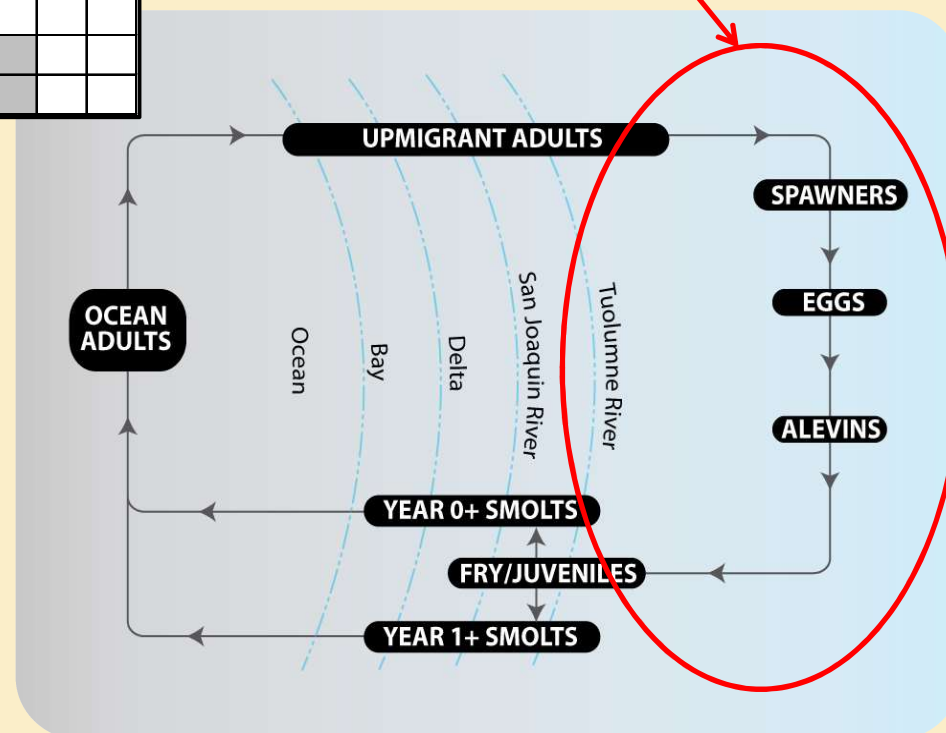 UPMIGRANT ADULTS
SPAWNERS
EGGS
ALEVINS
OCEAN
ADULTS
Ocean
Bay
Delta
San Joaquin River
Tuolumne River
YEAR 0+ SMOLTS
FRY/JUVENILES
YEAR 1+ SMOLTS